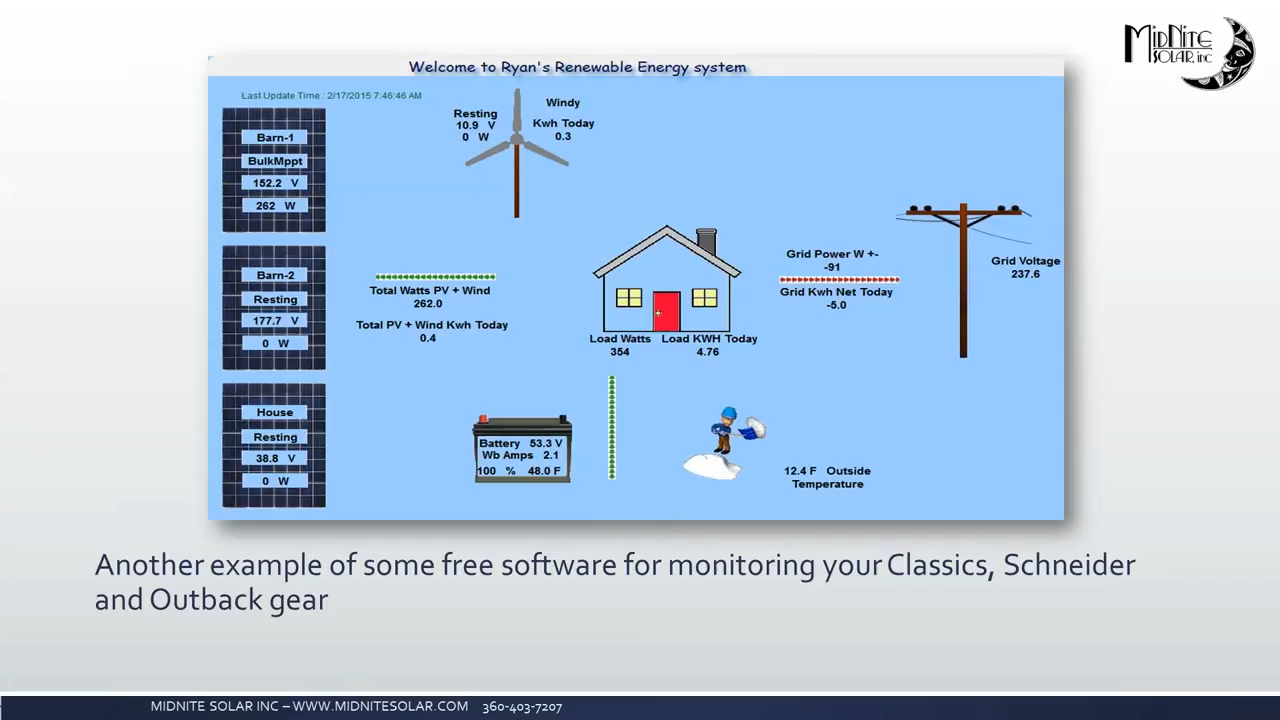 MIDNITE
SOLAR, INC
Welcome to Ryan's Renewable Energy system
Last Update Time : 2/17/2015 7:46:46 AM
Barn-1
BulkMppt
152.2 V
262 W
Barn-2
Resting
177.7 V
0 W
House
Resting
38.8 V
0 W
Resting
10.9 V
0 W
Windy
Kwh Today
0.3
Total Watts PV + Wind
262.0
Total PV + Wind Kwh Today
0.4
Load Watts
354
Load KWH Today
4.76
Grid Power W +-
-91
Grid Kwh Net Today
-5.0
Grid Voltage
237.6
Battery 53.3 V
Wb Amps 2.1
100 % 48.0 F
12.4 F Outside
Temperature
Another example of some free software for monitoring your Classics, Schneider
and Outback gear
MIDNITE SOLAR INC – WWW.MIDNITESOLAR.COM 360-403-7207